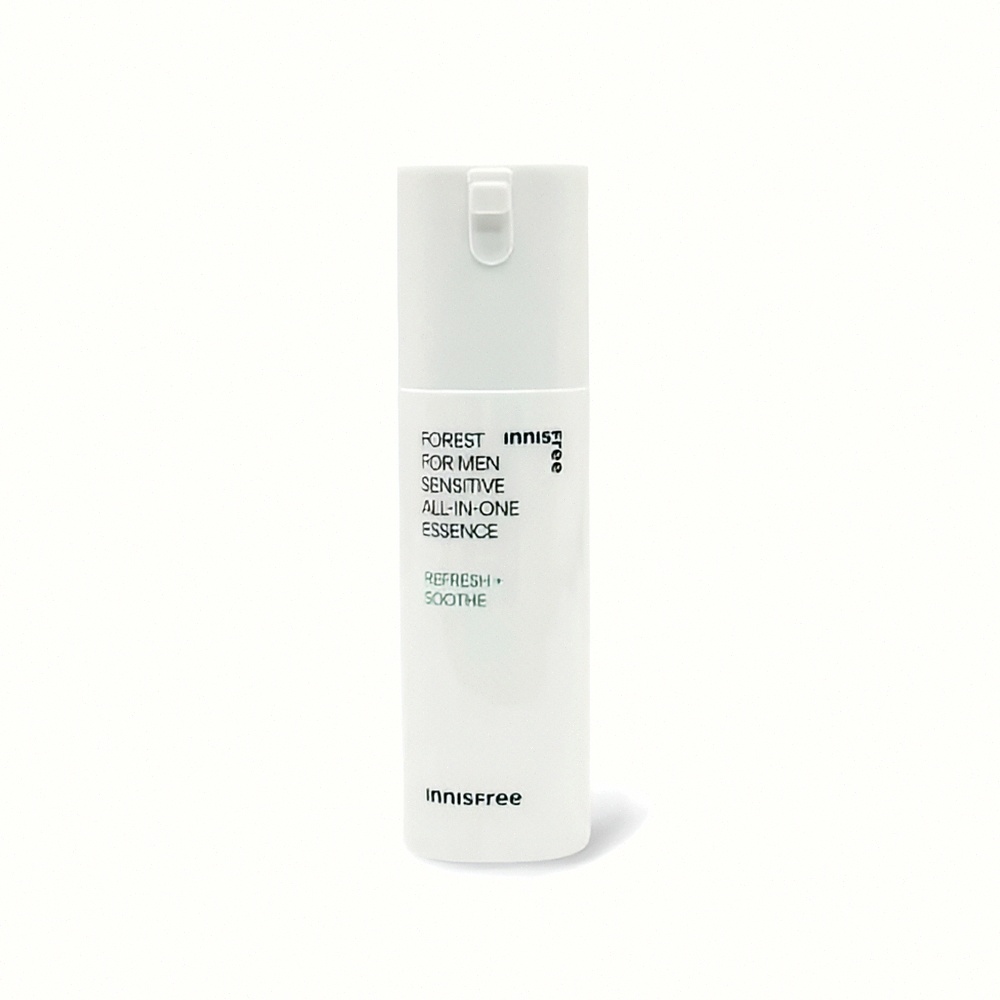 FOREST
FOR MEN
SENSITIVE
ALL-IN-ONE
ESSENCE
innisFree
REFRESH +
SOOTHE
InnisFree